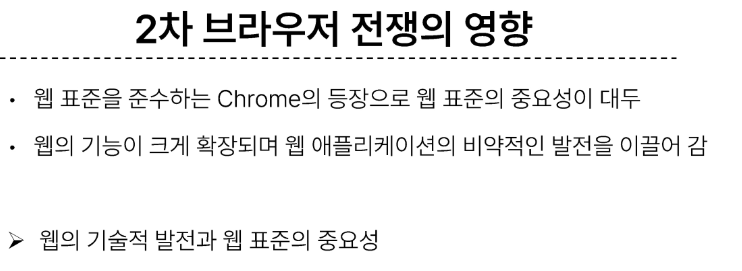 2차 브라우저 전쟁의 영향
• 웹 표준을 준수하는 Chrome의 등장으로 웹 표준의 중요성이 대두
• 웹의 기능이 크게 확장되며 웹 애플리케이션의 비약적인 발전을 이끌어 감
➢ 웹의 기술적 발전과 웹 표준의 중요성